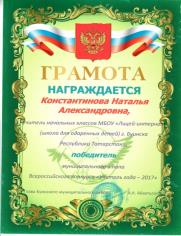 ГРАМОТА
НАГРАЖДАЕТСЯ
Константинова Наталья
Александровна,
учитель начальных классов МБОУ «Лицей-интернат
(школа для одаренных детей) г. Буинска
Республики Татарстан»
победитель
муниципального этапа
Всероссийского конкурса «Учитель года - 2017»